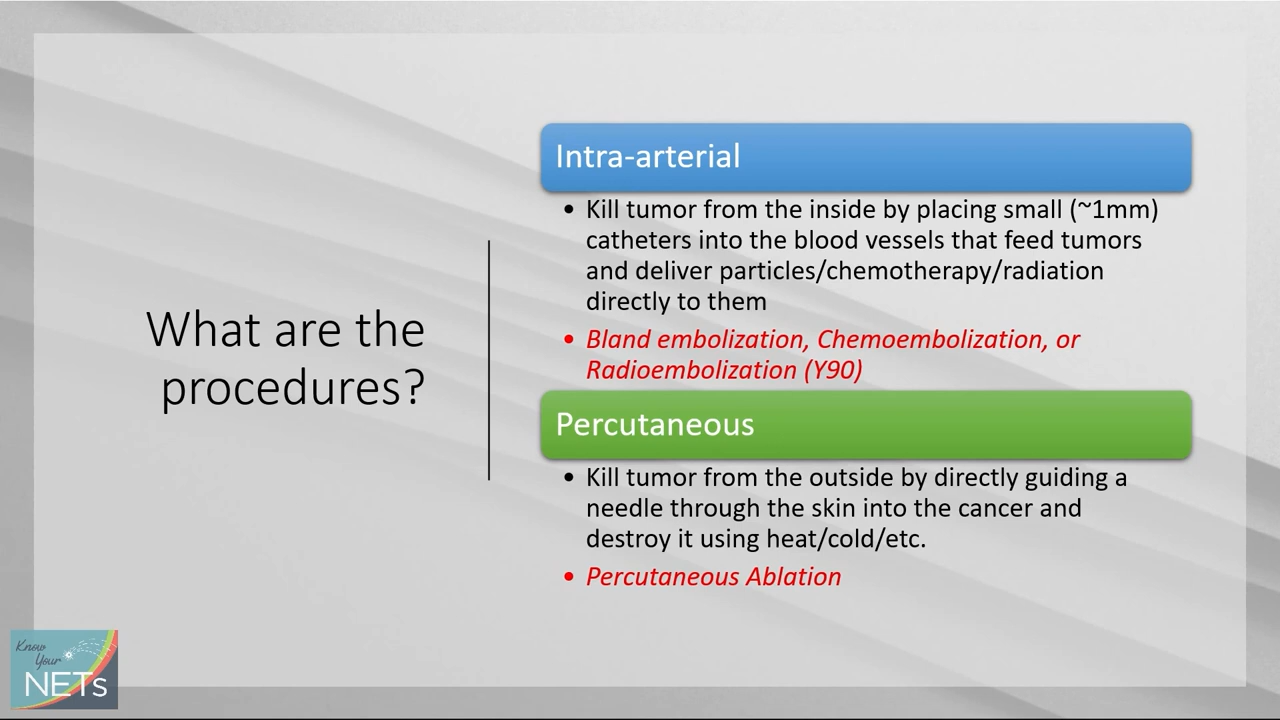 What are the
procedures?
Intra-arterial
• Kill tumor from the inside by placing small (~1mm)
catheters into the blood vessels that feed tumors
and deliver particles/chemotherapy/radiation
directly to them
• Bland embolization, Chemoembolization, or
Radioembolization (Y90)
Percutaneous
• Kill tumor from the outside by directly guiding a
needle through the skin into the cancer and
destroy it using heat/cold/etc.
• Percutaneous Ablation
Know
Your
NETs